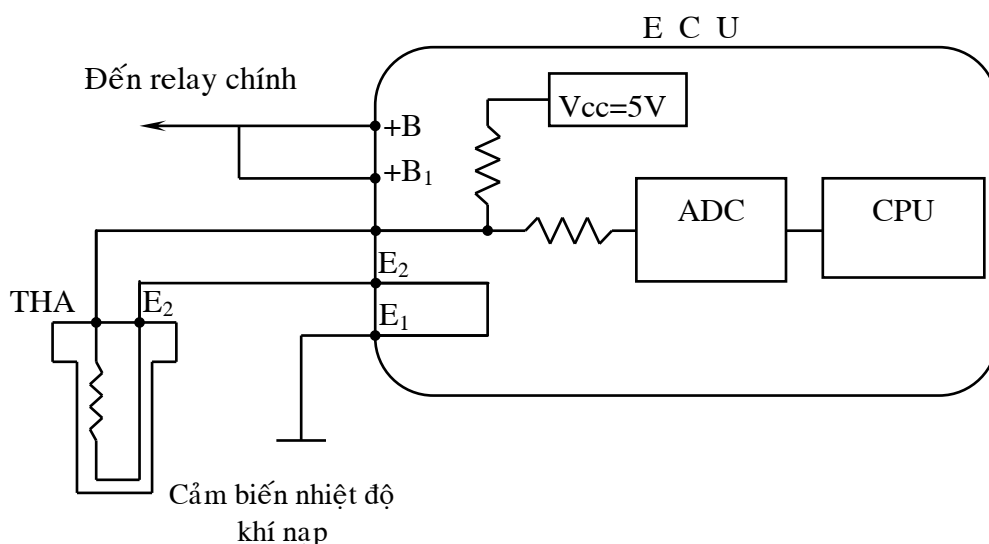 E C U
Đến relay chính
Vcc=5V
+B
+B1
ADC
CPU
E2
THA
E2
E1
Cảm biến nhiệt độ
khí nạp